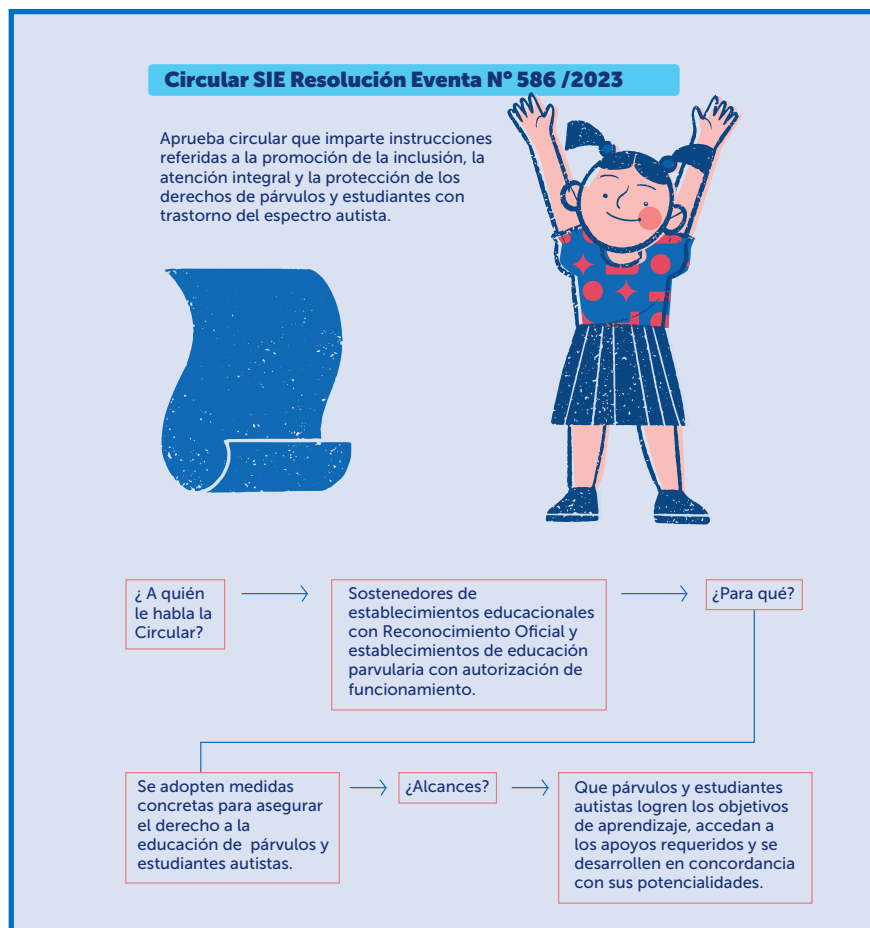 Circular SIE Resolución Eventa N° 586 /2023
Aprueba circular que imparte instrucciones
referidas a la promoción de la inclusión, la
atención integral y la protección de los
derechos de párvulos y estudiantes con
trastorno del espectro autista.
¿ A quién
le habla la
Circular?
Sostenedores de
establecimientos educacionales
con Reconocimiento Oficial y
establecimientos de educación
parvularia con autorización de
funcionamiento.
¿Para qué?
Se adopten medidas
concretas para asegurar
el derecho a la
educación de  párvulos y
estudiantes autistas.
¿Alcances?
Que párvulos y estudiantes
autistas logren los objetivos
de aprendizaje, accedan a
los apoyos requeridos y se
desarrollen en concordancia
con sus potencialidades.